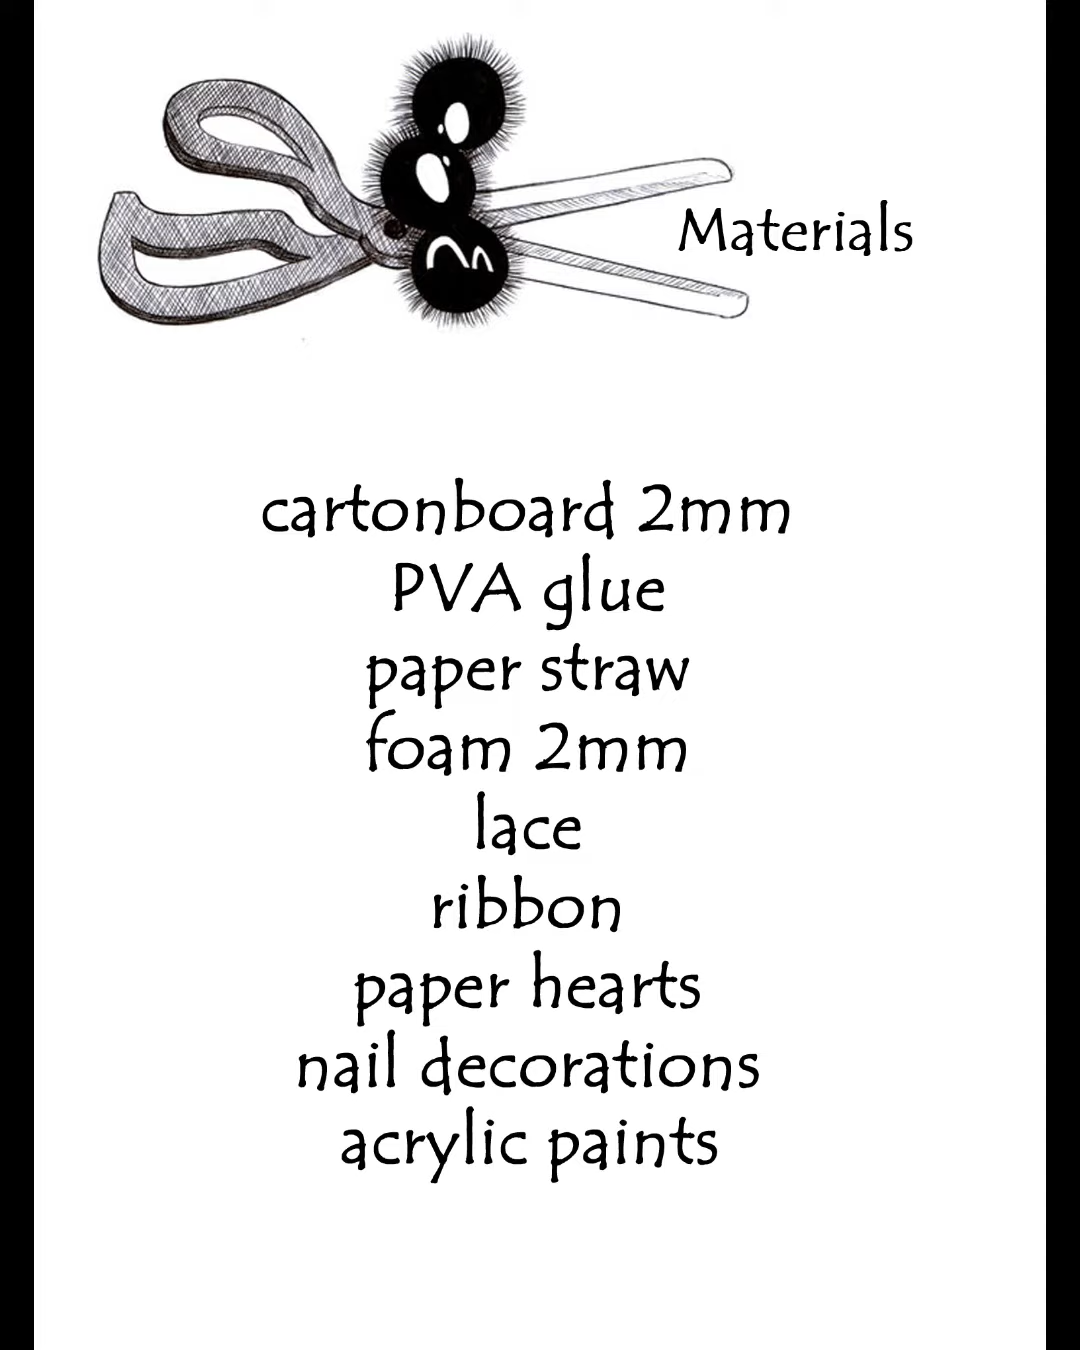 Materials
cartonboard 2mm
PVA glue
paper straw
foam 2mm
lace
ribbon
paper hearts
nail decorations
acrylic paints